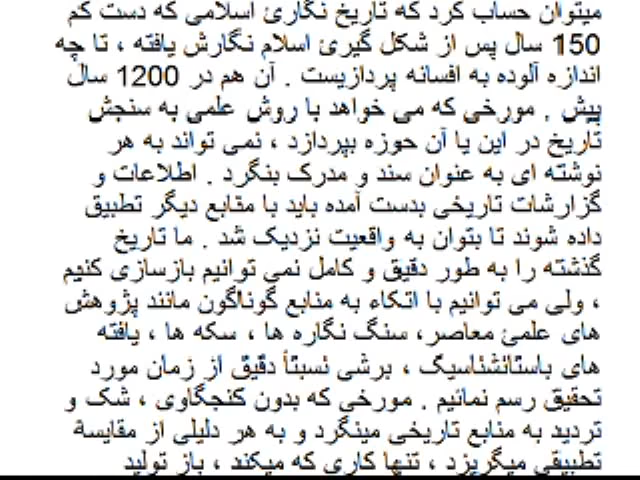 میتوان حساب کرد که تاریخ نگاریٔ اسلامی که دست کم
150 سال پس از شکل گیریٔ اسلام نگارش یافته ، تا چه
اندازه آلوده به افسانه پردازیست . آن هم در 1200 سال
پیش . مورخی که می خواهد با روش علمی به سنجش
تاریخ در این یا آن حوزه بپردازد ، نمی تواند به هر
نوشته ای به عنوان سند و مدرک بنگرد . اطلاعات و
گزارشات تاریخی بدست آمده باید با منابع دیگر تطبیق
داده شوند تا بتوان به واقعیت نزدیک شد . ما تاریخ
گذشته را به طور دقیق و کامل نمی توانیم بازسازی کنیم
، ولی می توانیم با اتکاء به منابع گوناگون مانند پژوهش
های علمیٔ معاصر، سنگ نگاره ها ، سکه ها ، یافته
های باستانشناسیک ، برشی نسبتأ دقیق از زمان مورد
تحقیق رسم نمائیم . مورخی که بدون کنجگاوی ، شک و
تردید به منابع تاریخی مینگرد و به هر دلیلی از مقایسهٔ
تطبیقی میگریزد ، تنها کاری که میکند ، باز تولید